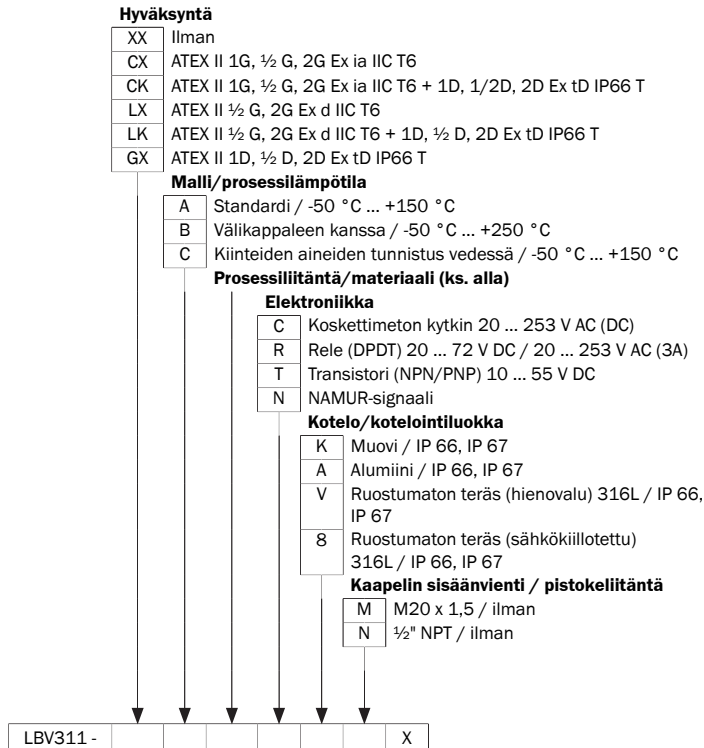 Hyväksyntä
XX Ilman
CX ATEX II 1G, ½ G, 2G Ex ia IIC T6
CK ATEX II 1G, ½ G, 2G Ex ia IIC T6 + 1D, 1/2D, 2D Ex tD IP66 T
LX ATEX II ½ G, 2G Ex d IIC T6
LK ATEX II ½ G, 2G Ex d IIC T6 + 1D, ½ D, 2D Ex tD IP66 T
GX ATEX II 1D, ½ D, 2D Ex tD IP66 T
Malli/prosessilämpötila
A Standardi / -50 °C ... +150 °C
B Välikappaleen kanssa / -50 °C ... +250 °C
C Kiinteiden aineiden tunnistus vedessä / -50 °C ... +150 °C
Prosessiliitäntä/materiaali (ks. alla)
Elektroniikka
C Koskettimeton kytkin 20 ... 253 V AC (DC)
R Rele (DPDT) 20 ... 72 V DC / 20 ... 253 V AC (3A)
T Transistori (NPN/PNP) 10 ... 55 V DC
N NAMUR-signaali
Kotelo/kotelointiluokka
K Muovi / IP 66, IP 67
A Alumiini / IP 66, IP 67
V Ruostumaton teräs (hienovalu) 316L / IP 66,
IP 67
8 Ruostumaton teräs (sähkökiillotettu)
316L / IP 66, IP 67
Kaapelin sisäänvienti / pistokeliitäntä
M M20 x 1,5 / ilman
N ½" NPT / ilman
LBV311 - X